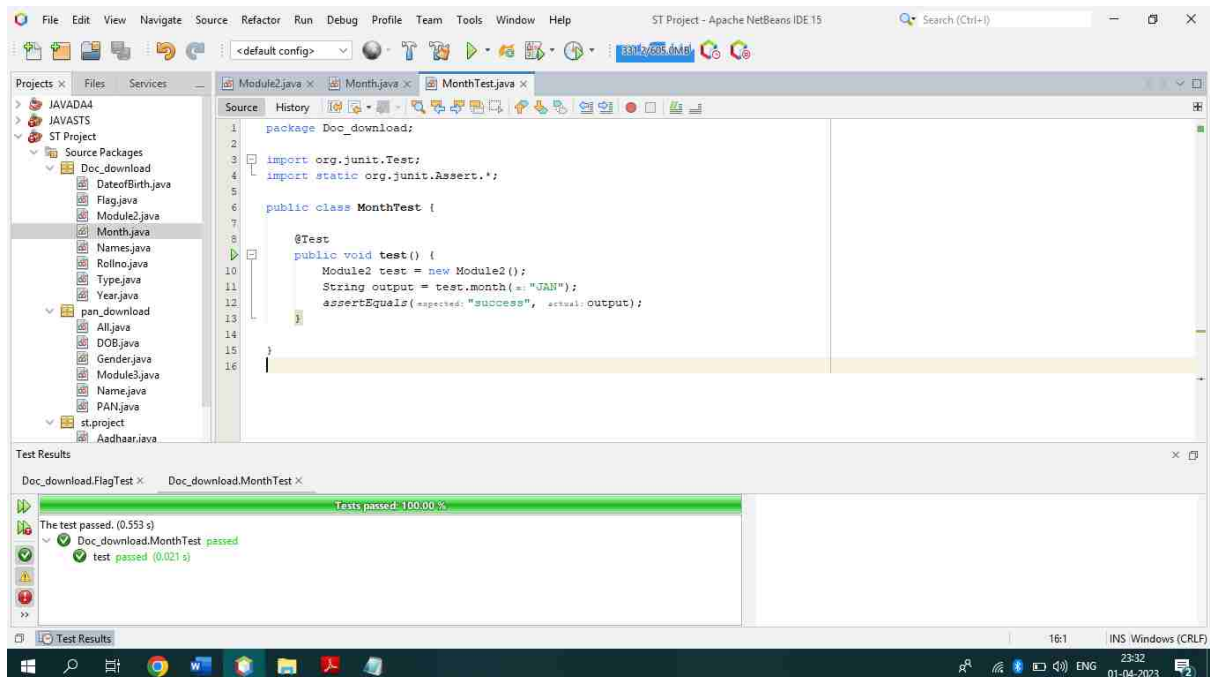 File Edit View Navigate Source Refactor Run Debug Profile Team Tools Window Help ST Project - Apache NetBeans IDE 15 Search (Ctrl+I)
<default config>
Projects Files Services
Module2.java Month.java MonthTest.java
Source History
JAVADA4
JAVASTS
ST Project
Source Packages
Doc_download
DateofBirth.java
Flag.java
Module2.java
Month.java
Names.java
Rollno.java
Type.java
Year.java
pan_download
All.java
DOB.java
Gender.java
Module3.java
Name.java
PAN.java
st.project
Aadhaar.java
1 package Doc_download;
2
3 import org.junit.Test;
4 import static org.junit.Assert.*;
5
6 public class MonthTest {
7
8 @Test
public void test() {
10 Module2 test = new Module2();
11 String output = test.month(m: "JAN");
12 assertEquals(expected: "success", actual: output);
13 }
14
15 }
16
Test Results
Doc_download.FlagTest Doc_download.MonthTest
Tests passed: 100.00 %
The test passed. (0.553 s)
Doc_download.MonthTest passed
test passed (0.021 s)
Test Results
16:1 INS Windows (CRLF)
ENG
23:32
01-04-2023